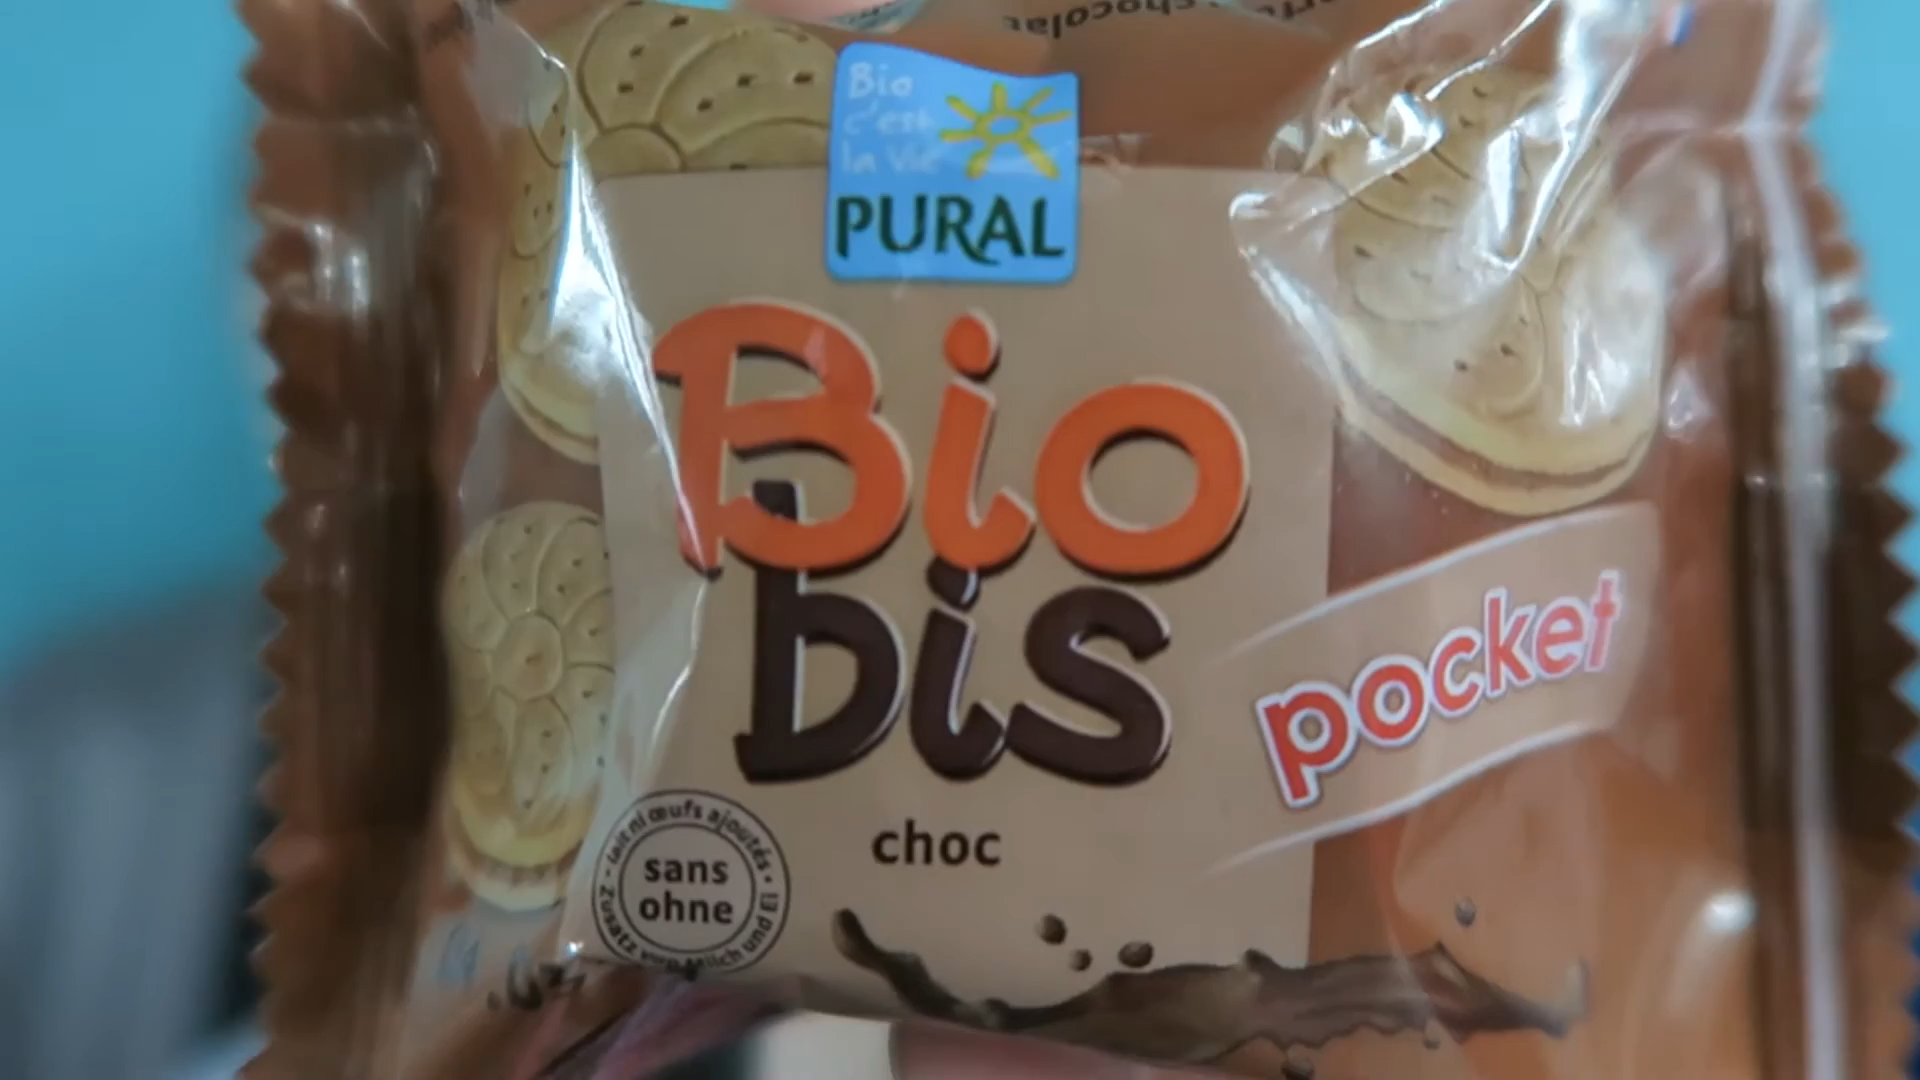 chocolat
Bio
c'est
la Vie
PURAL
Bio
bis
pocket
choc
lait ni œufs ajoutés
sans
ohne
Zusatz von Milch und Ei